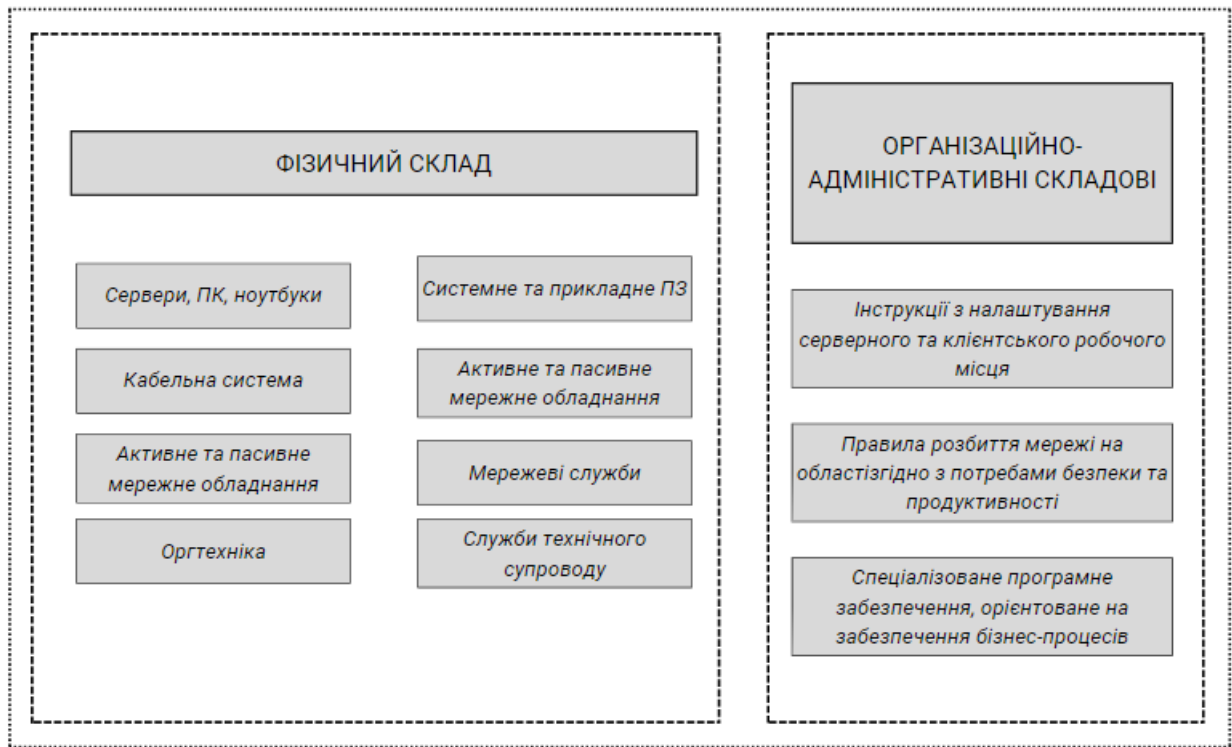 ФІЗИЧНИЙ СКЛАД
Сервери, ПК, ноутбуки
Кабельна система
Активне та пасивне
мережне обладнання
Оргтехніка
Системне та прикладне ПЗ
Активне та пасивне
мережне обладнання
Мережеві служби
Служби технічного
супроводу
ОРГАНІЗАЦІЙНО-
АДМІНІСТРАТИВНІ СКЛАДОВІ
Інструкції з налаштування
серверного та клієнтського робочого
місця
Правила розбиття мережі на
областізгідно з потребами безпеки та
продуктивності
Спеціалізоване програмне
забезпечення, орієнтоване на
забезпечення бізнес-процесів